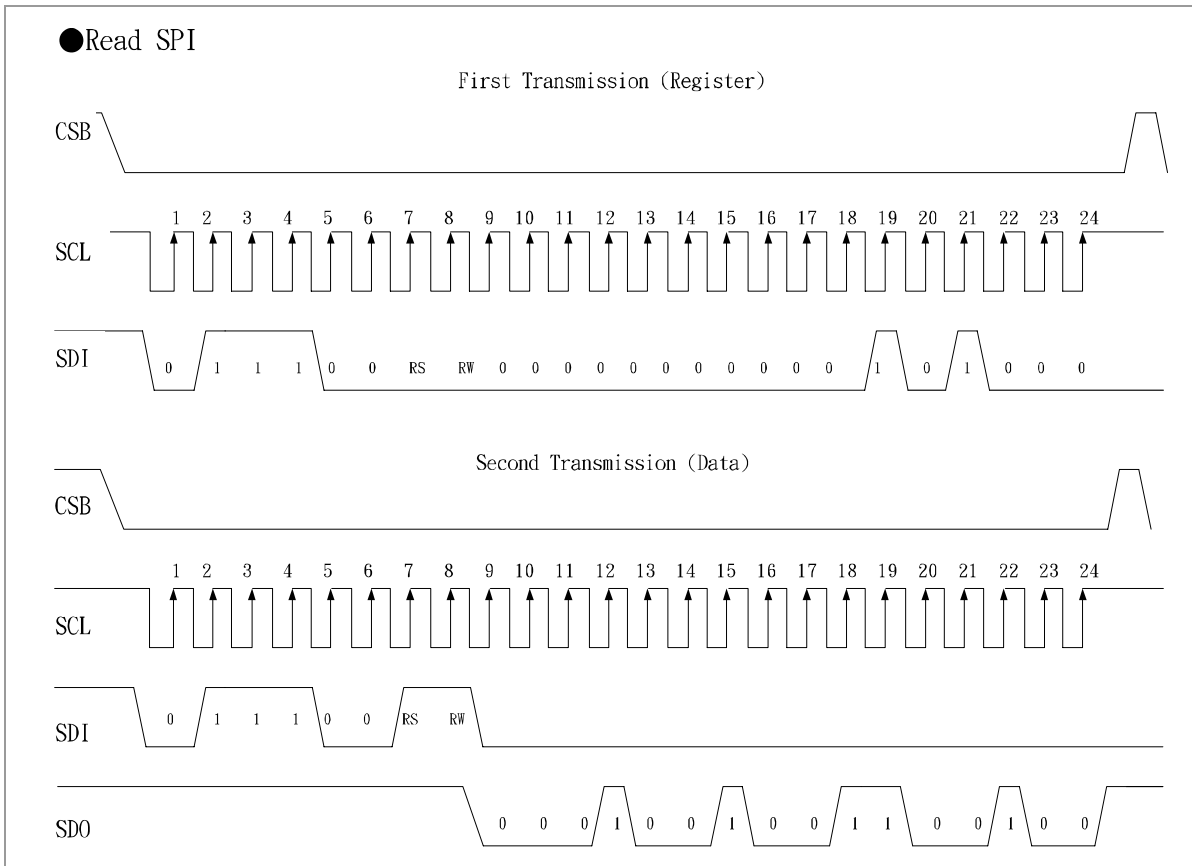 ●Read SPI
First Transmission (Register)
CSB
1 2 3 4 5 6 7 8 9 10 11 12 13 14 15 16 17 18 19 20 21 22 23 24
SCL
SDI 0 1 1 1 0 0 RS RW 0 0 0 0 0 0 0 0 0 0 1 0 1 0 0 0
Second Transmission (Data)
CSB
1 2 3 4 5 6 7 8 9 10 11 12 13 14 15 16 17 18 19 20 21 22 23 24
SCL
SDI 0 1 1 1 0 0 RS RW
SDO 0 0 0 1 0 0 1 0 0 1 1 0 0 1 0 0